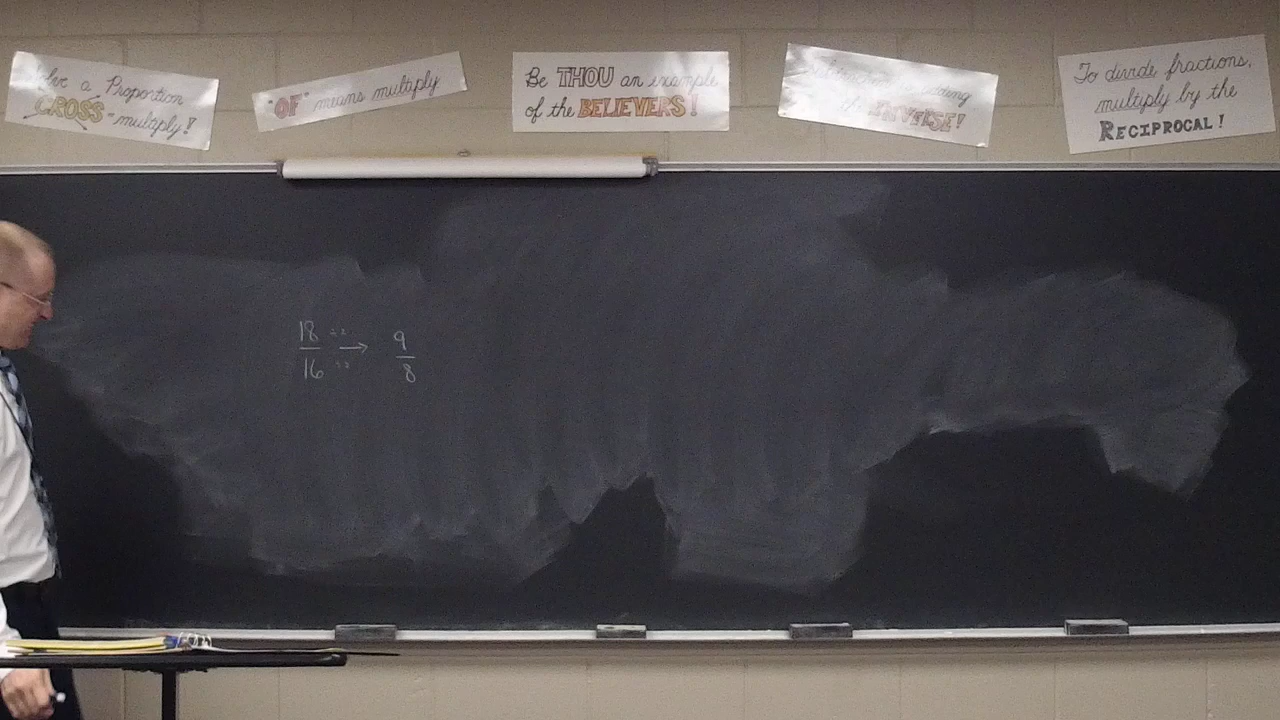 a Proportion
CROSS-multiply!
"OF" means multiply
Be THOU an example
of the BELIEVERS!
the INVERSE!
To divide fractions,
multiply by the
RECIPROCAL!
18 ÷2 → 9
16 ÷2 8